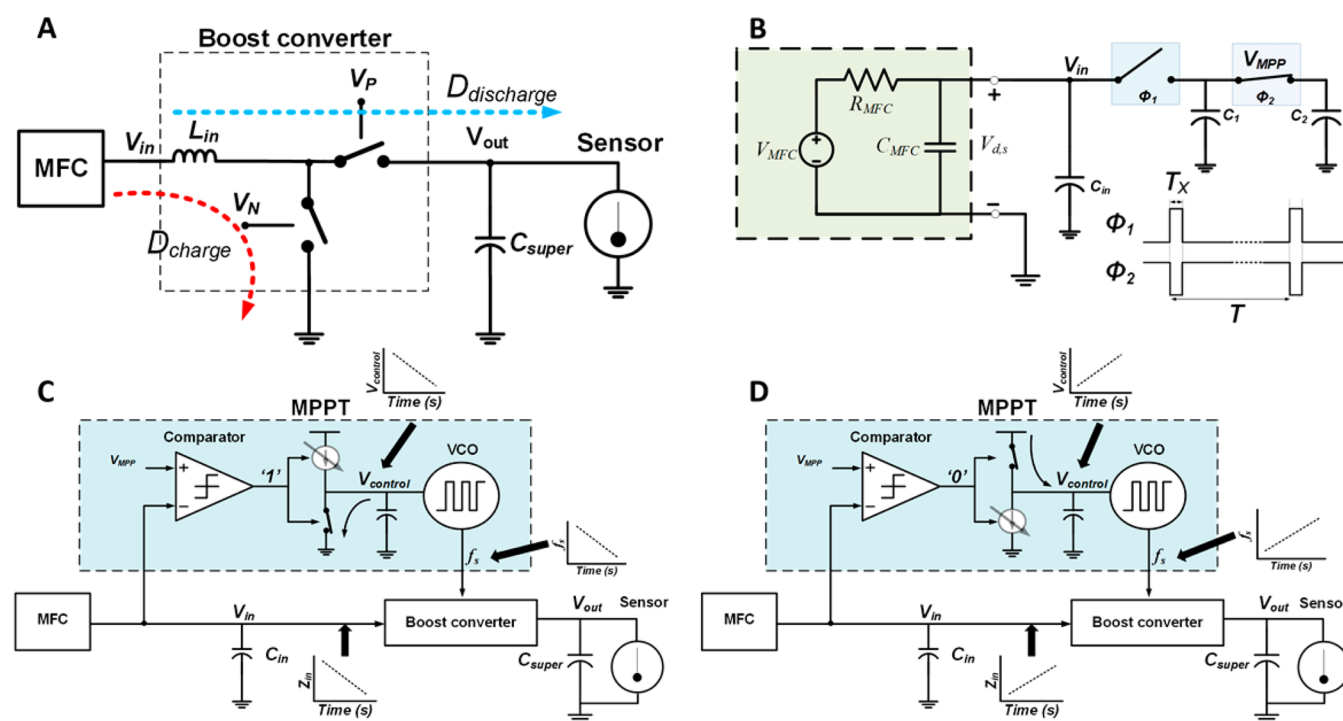 A
Boost converter
V_P
D_discharge
L_in
V_in
V_out
Sensor
MFC
V_N
D_charge
C_super
B
V_in
V_MPP
Φ_1
Φ_2
R_MFC
C_1
C_2
V_MFC
C_MFC
V_d,s
+
−
C_in
T_X
Φ_1
Φ_2
T
C
V_control
Time (s)
MPPT
Comparator
VCO
V_MPP
+
−
'1'
V_control
f_s
f_s
Time (s)
MFC
V_in
Boost converter
V_out
Sensor
C_in
C_super
Z_in
Time (s)
D
V_control
Time (s)
MPPT
Comparator
VCO
V_MPP
+
−
'0'
V_control
f_s
f_s
Time (s)
MFC
V_in
Boost converter
V_out
Senso
C_in
C_super
Z_in
Time (s)